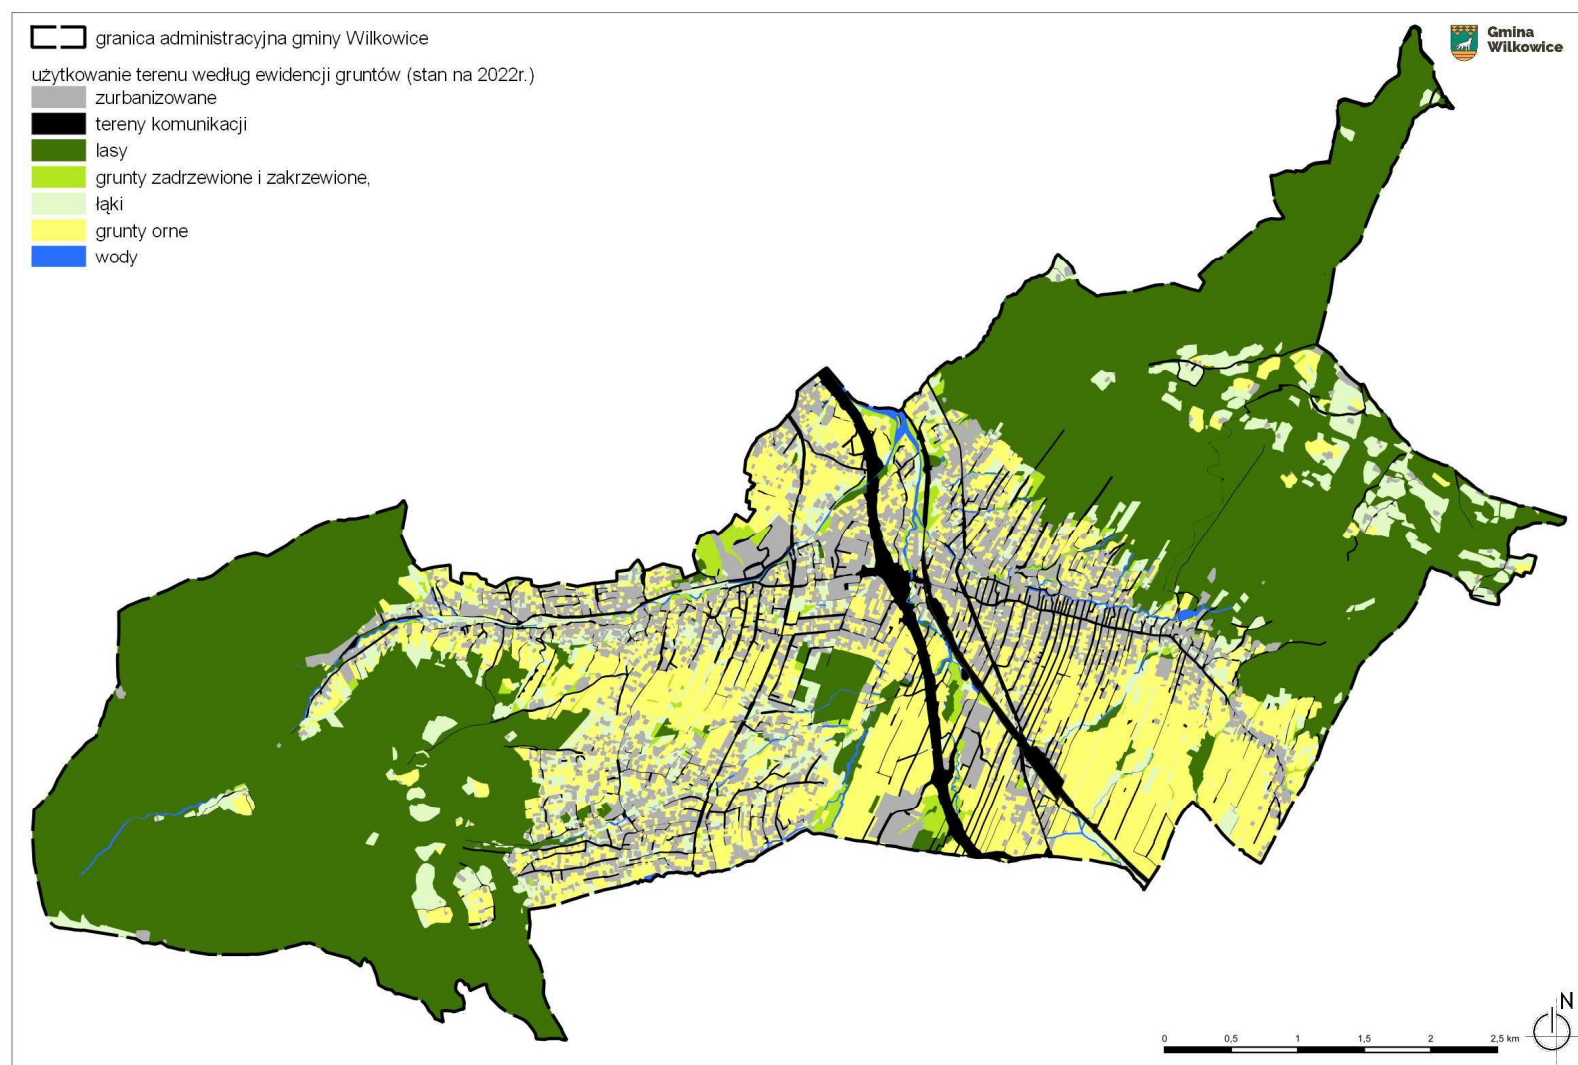 granica administracyjna gminy Wilkowice
użytkowanie terenu według ewidencji gruntów (stan na 2022r.)
zurbanizowane
tereny komunikacji
lasy
grunty zadrzewione i zakrzewione,
łąki
grunty orne
wody
Gmina
Wilkowice
N
0 0,5 1 1,5 2 2,5 km